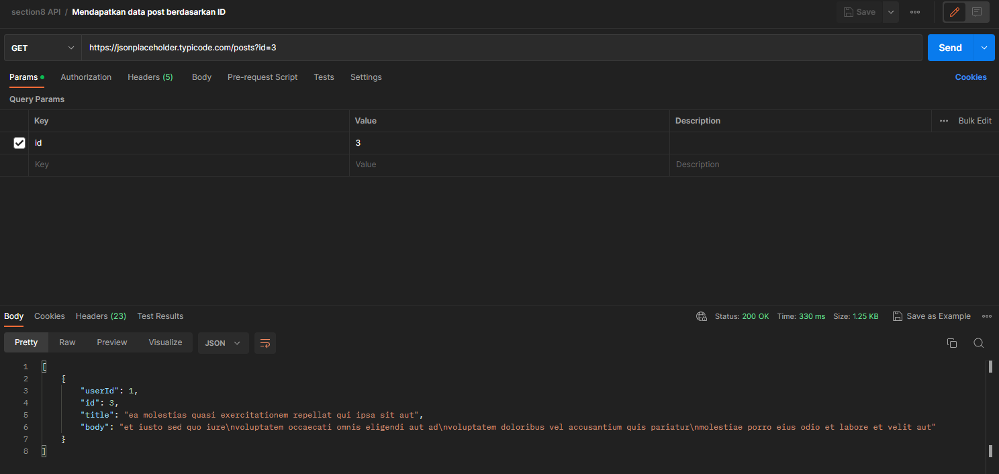 section8 API / Mendapatkan data post berdasarkan ID Save
GET https://jsonplaceholder.typicode.com/posts?id=3 Send
Params Authorization Headers (5) Body Pre-request Script Tests Settings Cookies
Query Params
Key Value Description Bulk Edit
id 3
Key Value Description
Body Cookies Headers (23) Test Results Status: 200 OK Time: 330 ms Size: 1.25 KB Save as Example
Pretty Raw Preview Visualize JSON
1 [
2 {
3 "userId": 1,
4 "id": 3,
5 "title": "ea molestias quasi exercitationem repellat qui ipsa sit aut",
6 "body": "et iusto sed quo iure\nvoluptatem occaecati omnis eligendi aut ad\nvoluptatem doloribus vel accusantium quis pariatur\nmolestiae porro eius odio et labore et velit aut"
7 }
8 ]